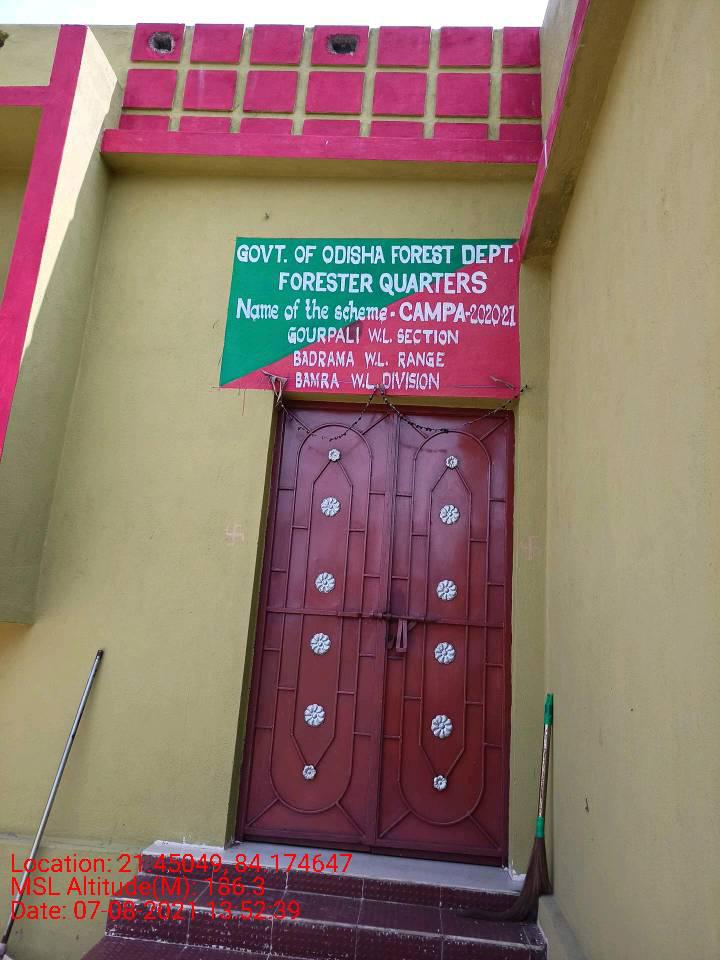 GOVT. OF ODISHA FOREST DEPT.
FORESTER QUARTERS
Name of the scheme - CAMPA-2020-21
GOURPALI W.L. SECTION
BADRAMA W.L. RANGE
BAMRA W.L. DIVISION
Location: 21.45049, 84.174647
MSL Altitude(M): 186.3
Date: 07-08-2021 13:52:39